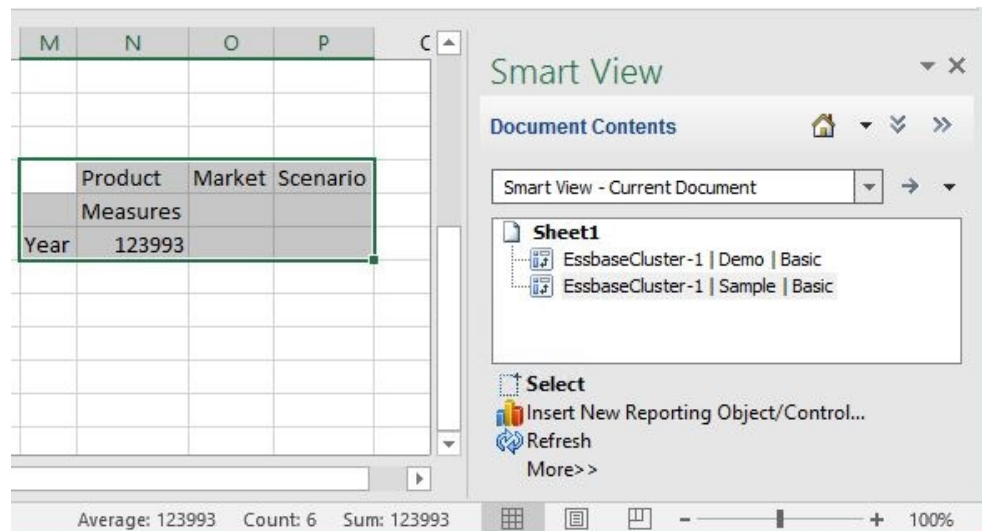 M N O P C
Product Market Scenario
Measures
Year 123993
Smart View
Document Contents
Smart View - Current Document
Sheet1
EssbaseCluster-1 | Demo | Basic
EssbaseCluster-1 | Sample | Basic
Select
Insert New Reporting Object/Control...
Refresh
More>>
Average: 123993 Count: 6 Sum: 123993 100%